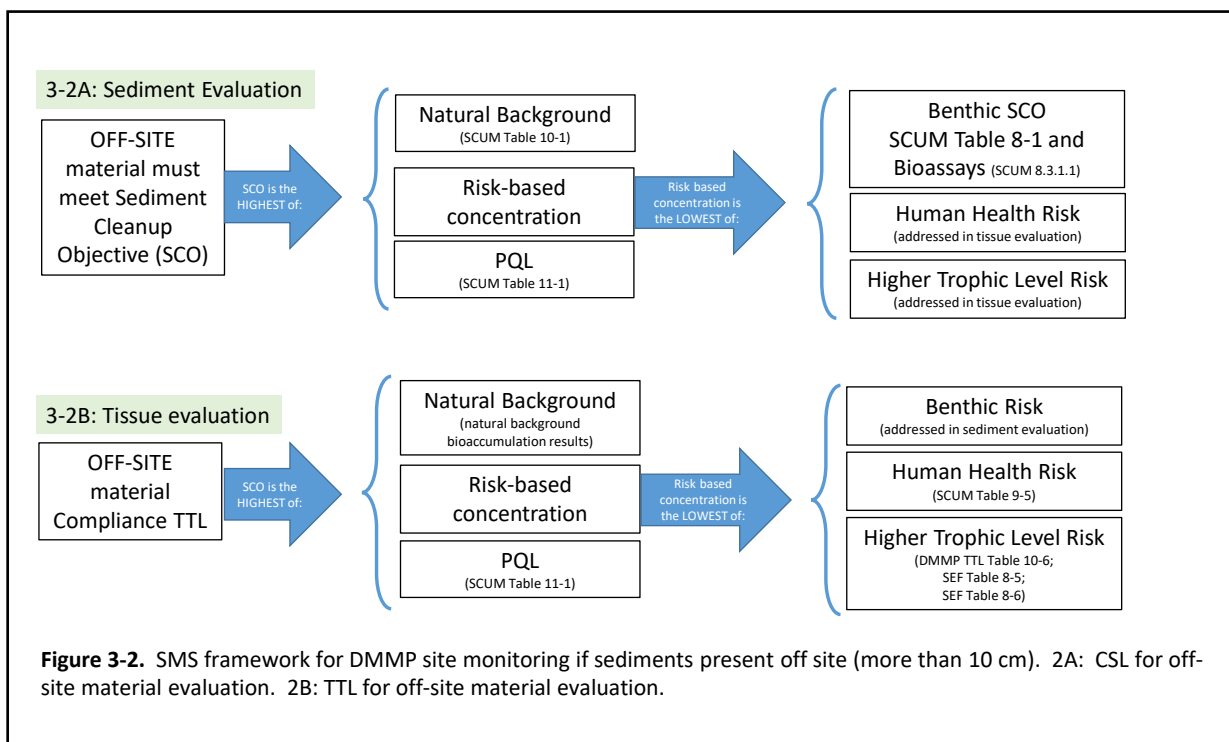 3-2A: Sediment Evaluation
OFF-SITE
material must
meet Sediment
Cleanup
Objective (SCO)
SCO is the
HIGHEST of:
Natural Background
(SCUM Table 10-1)
Risk-based
concentration
PQL
(SCUM Table 11-1)
Risk based
concentration is
the LOWEST of:
Benthic SCO
SCUM Table 8-1 and
Bioassays (SCUM 8.3.1.1)
Human Health Risk
(addressed in tissue evaluation)
Higher Trophic Level Risk
(addressed in tissue evaluation)
3-2B: Tissue evaluation
OFF-SITE
material
Compliance TTL
SCO is the
HIGHEST of:
Natural Background
(natural background
bioaccumulation results)
Risk-based
concentration
PQL
(SCUM Table 11-1)
Risk based
concentration is
the LOWEST of:
Benthic Risk
(addressed in sediment evaluation)
Human Health Risk
(SCUM Table 9-5)
Higher Trophic Level Risk
(DMMP TTL Table 10-6;
SEF Table 8-5;
SEF Table 8-6)
Figure 3-2. SMS framework for DMMP site monitoring if sediments present off site (more than 10 cm). 2A: CSL for off-
site material evaluation. 2B: TTL for off-site material evaluation.